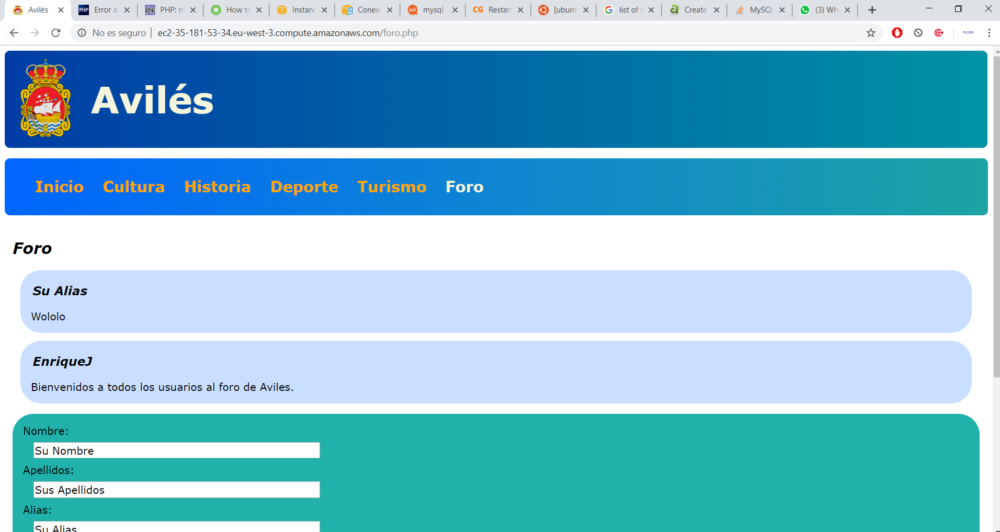 Avilés
Error al
PHP: m
How to
Instanc
Conexi
mysql
Restart
[ubunt
list of s
Create
MySQL
(3) Wh
No es seguro | ec2-35-181-53-34.eu-west-3.compute.amazonaws.com/foro.php
Avilés
Inicio Cultura Historia Deporte Turismo Foro
Foro
Su Alias
Wololo
EnriqueJ
Bienvenidos a todos los usuarios al foro de Aviles.
Nombre:
Su Nombre
Apellidos:
Sus Apellidos
Alias:
Su Alias